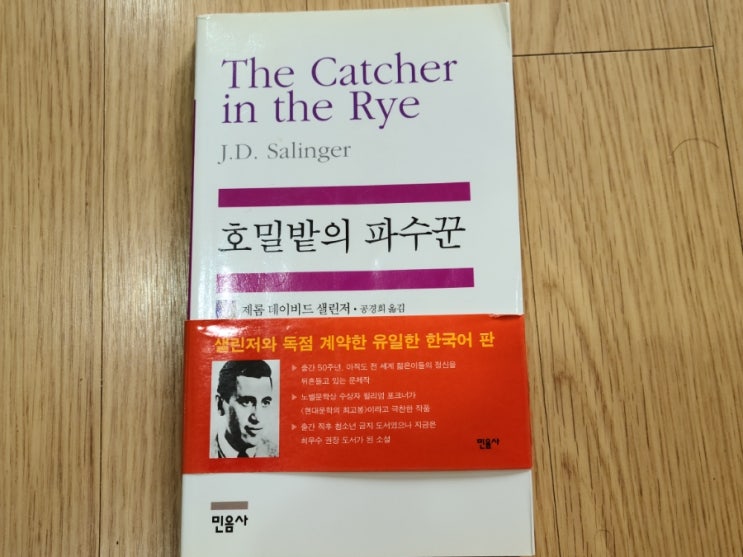 The Catcher
in the Rye
J.D. Salinger
호밀밭의 파수꾼
제롬 데이비드 샐린저 · 공경희 옮김
샐린저와 독점 계약한 유일한 한국어 판
▶ 출간 50주년, 아직도 전 세계 젊은이들의 정신을
뒤흔들고 있는 문제작
▶ 노벨문학상 수상자 윌리엄 포크너가
〈현대문학의 최고봉〉이라고 극찬한 작품
▶ 출간 직후 청소년 금지 도서였으나 지금은
최우수 권장 도서가 된 소설
민음사
민음사